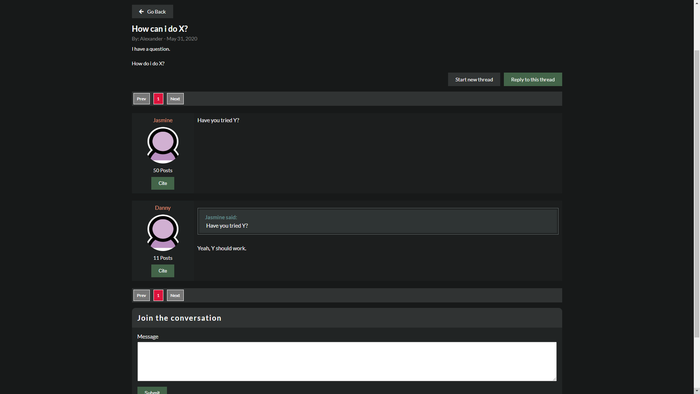 Go Back
How can i do X?
By: Alexander - May 31, 2020
I have a question.
How do i do X?
Start new thread
Reply to this thread
Prev 1 Next
Jasmine
Have you tried Y?
50 Posts
Cite
Danny
Jasmine said:
Have you tried Y?
Yeah, Y should work.
11 Posts
Cite
Prev 1 Next
Join the conversation
Message
Submit